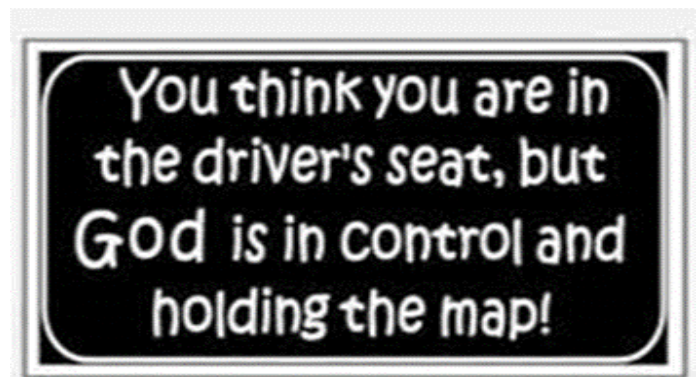 You think you are in
the driver's seat, but
God is in control and
holding the map!